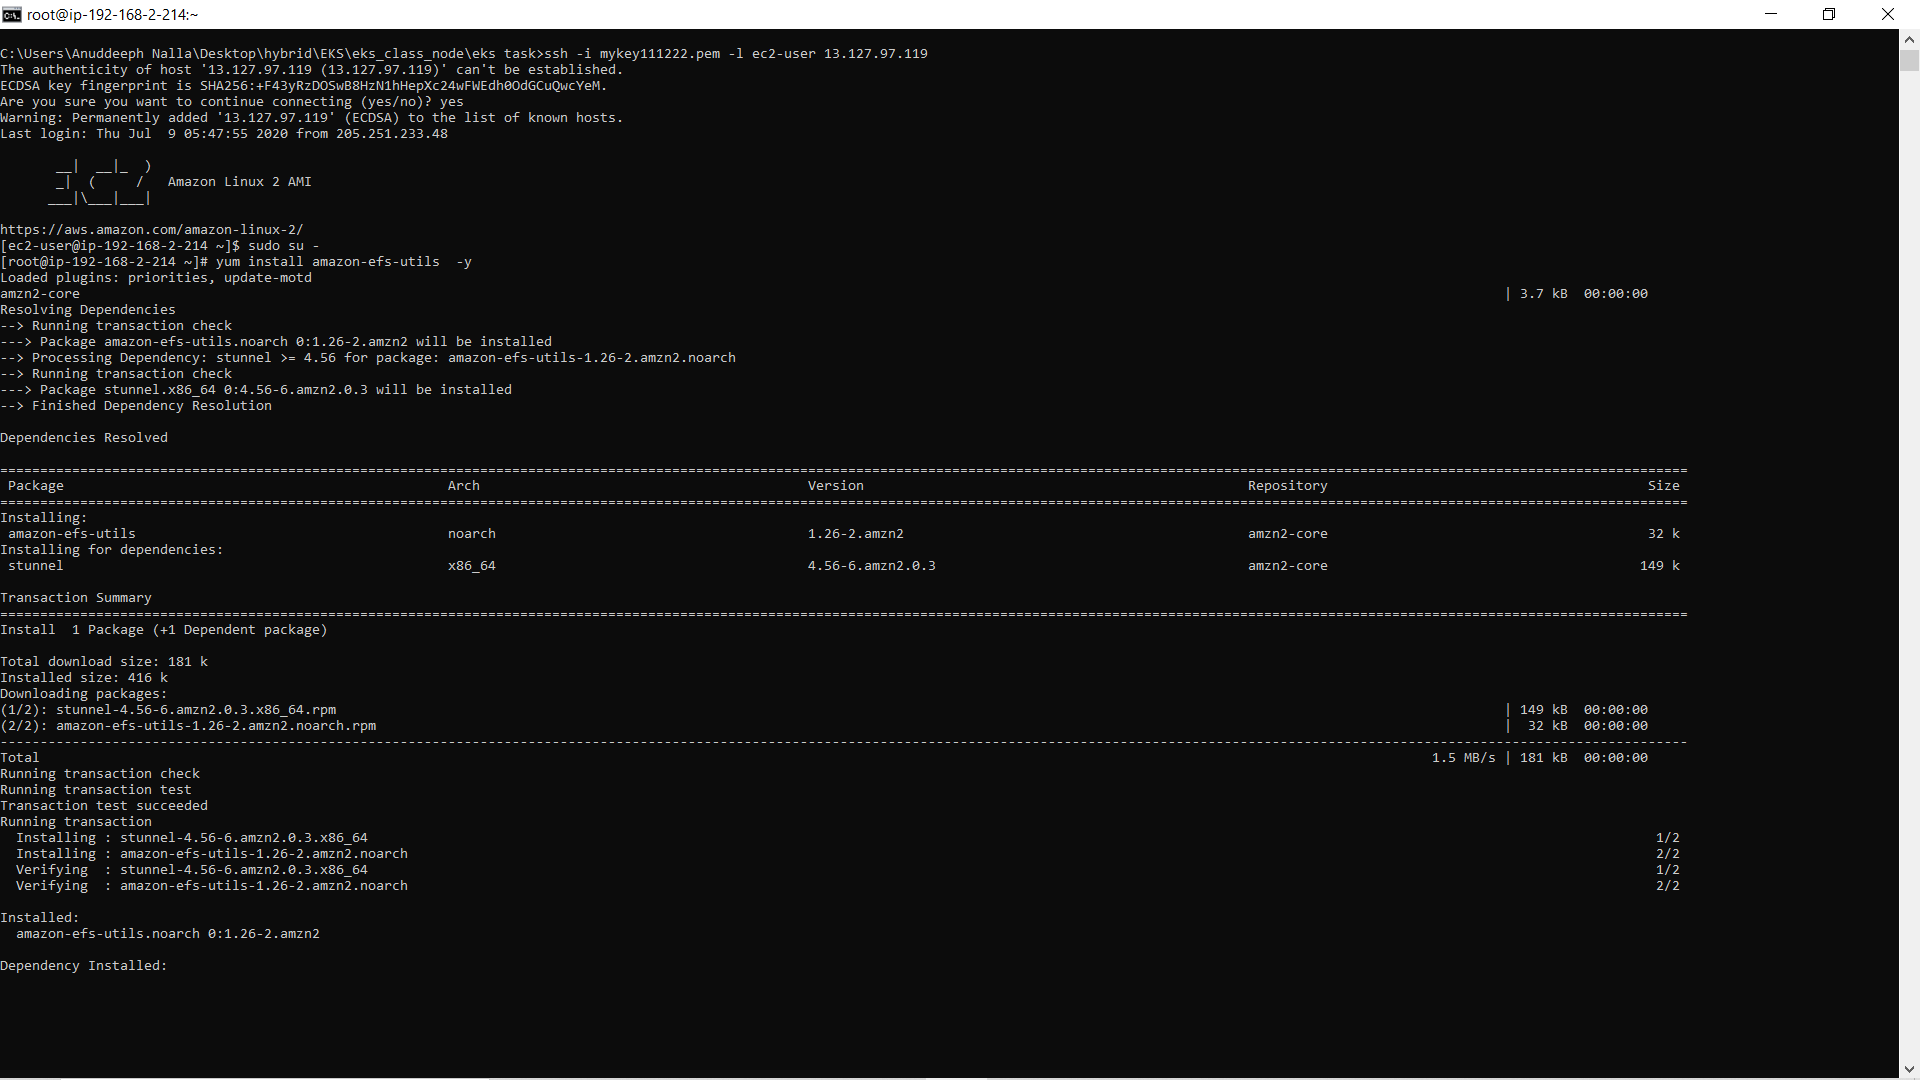 root@ip-192-168-2-214:~
C:\Users\Anuddeeph Nalla\Desktop\hybrid\EKS\eks_class_node\eks task>ssh -i mykey111222.pem -l ec2-user 13.127.97.119
The authenticity of host '13.127.97.119 (13.127.97.119)' can't be established.
ECDSA key fingerprint is SHA256:+F43yRzDOSwB8HzN1hHepXc24wFWEdh0OdGCuQwcYeM.
Are you sure you want to continue connecting (yes/no)? yes
Warning: Permanently added '13.127.97.119' (ECDSA) to the list of known hosts.
Last login: Thu Jul  9 05:47:55 2020 from 205.251.233.48
       __|  __|_  )
       _|  (     /   Amazon Linux 2 AMI
      ___|\___|___|
https://aws.amazon.com/amazon-linux-2/
[ec2-user@ip-192-168-2-214 ~]$ sudo su -
[root@ip-192-168-2-214 ~]# yum install amazon-efs-utils  -y
Loaded plugins: priorities, update-motd
amzn2-core | 3.7 kB  00:00:00
Resolving Dependencies
--> Running transaction check
---> Package amazon-efs-utils.noarch 0:1.26-2.amzn2 will be installed
--> Processing Dependency: stunnel >= 4.56 for package: amazon-efs-utils-1.26-2.amzn2.noarch
--> Running transaction check
---> Package stunnel.x86_64 0:4.56-6.amzn2.0.3 will be installed
--> Finished Dependency Resolution
Dependencies Resolved
Package Arch Version Repository Size
Installing:
amazon-efs-utils noarch 1.26-2.amzn2 amzn2-core 32 k
Installing for dependencies:
stunnel x86_64 4.56-6.amzn2.0.3 amzn2-core 149 k
Transaction Summary
Install  1 Package (+1 Dependent package)
Total download size: 181 k
Installed size: 416 k
Downloading packages:
(1/2): stunnel-4.56-6.amzn2.0.3.x86_64.rpm | 149 kB  00:00:00
(2/2): amazon-efs-utils-1.26-2.amzn2.noarch.rpm |  32 kB  00:00:00
Total 1.5 MB/s | 181 kB  00:00:00
Running transaction check
Running transaction test
Transaction test succeeded
Running transaction
  Installing : stunnel-4.56-6.amzn2.0.3.x86_64 1/2
  Installing : amazon-efs-utils-1.26-2.amzn2.noarch 2/2
  Verifying  : stunnel-4.56-6.amzn2.0.3.x86_64 1/2
  Verifying  : amazon-efs-utils-1.26-2.amzn2.noarch 2/2
Installed:
  amazon-efs-utils.noarch 0:1.26-2.amzn2
Dependency Installed: